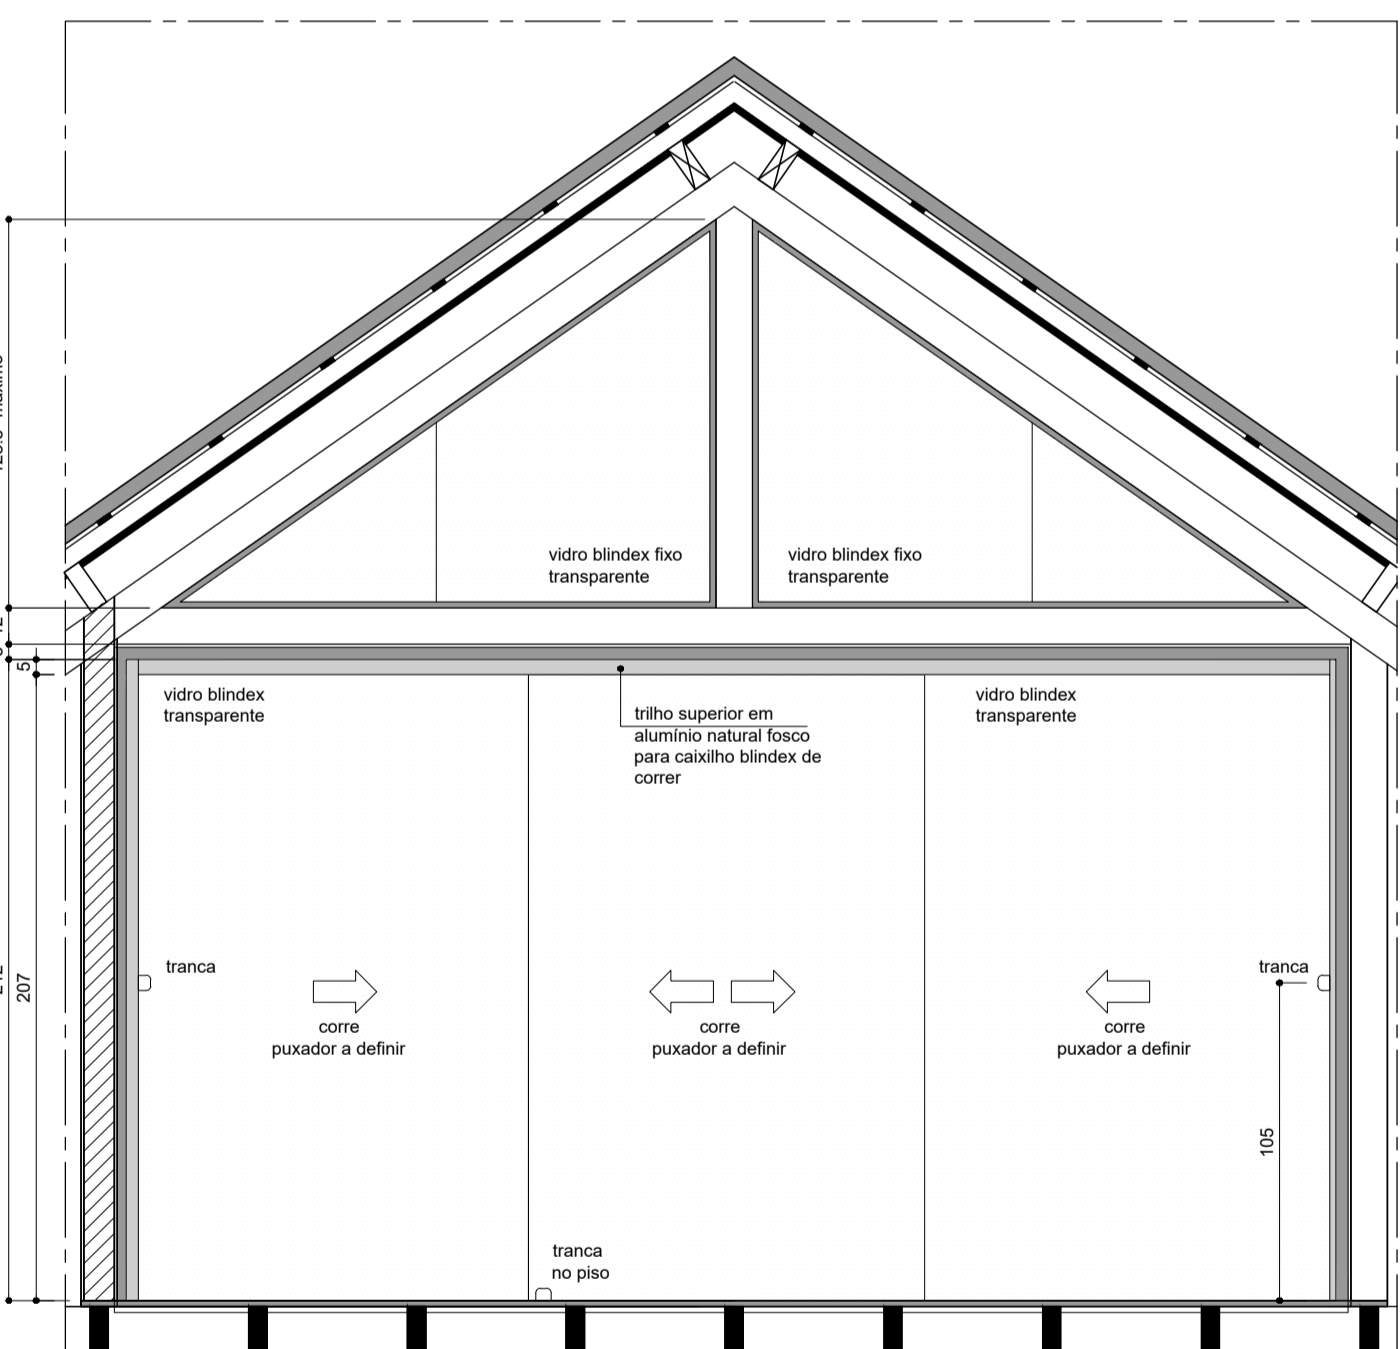 vidro blindex fixo
transparente
vidro blindex fixo
transparente
5
vidro blindex
transparente
trilho superior em
alumínio natural fosco
para caixilho blindex de
correr
vidro blindex
transparente
207
tranca
corre
puxador a definir
corre
puxador a definir
corre
puxador a definir
tranca
105
tranca
no piso